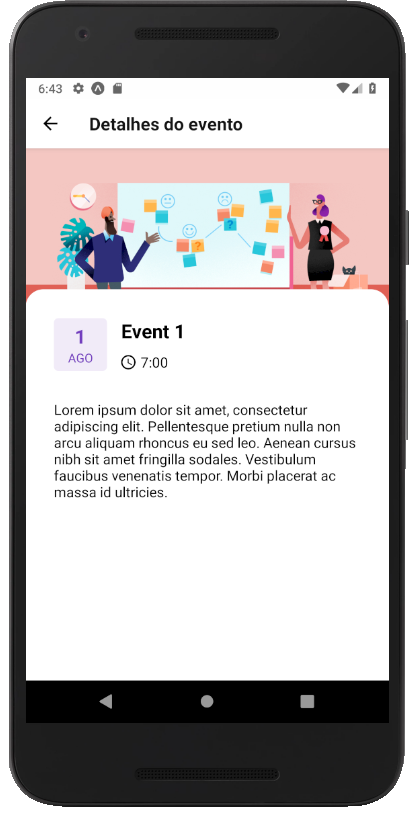 6:43
Detalhes do evento
? ?
1
AGO
Event 1
7:00
Lorem ipsum dolor sit amet, consectetur
adipiscing elit. Pellentesque pretium nulla non
arcu aliquam rhoncus eu sed leo. Aenean cursus
nibh sit amet fringilla sodales. Vestibulum
faucibus venenatis tempor. Morbi placerat ac
massa id ultricies.